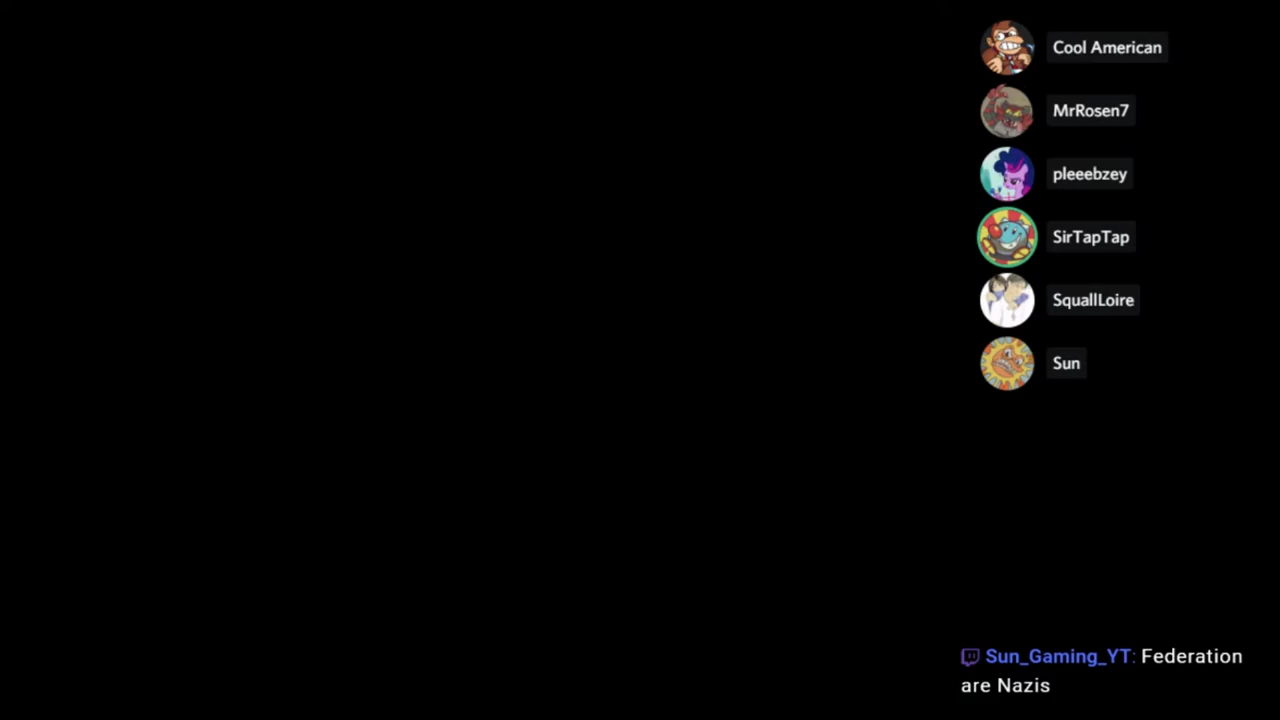 Cool American
MrRosen7
pleeebzey
SirTapTap
SquallLoire
Sun
Sun_Gaming_YT: Federation
are Nazis